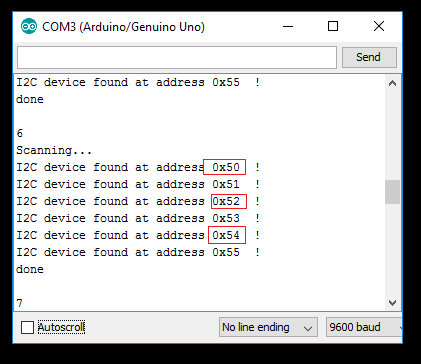 COM3 (Arduino/Genuino Uno)
Send
I2C device found at address 0x55  !
done
6
Scanning...
I2C device found at address 0x50  !
I2C device found at address 0x51  !
I2C device found at address 0x52  !
I2C device found at address 0x53  !
I2C device found at address 0x54  !
I2C device found at address 0x55  !
done
7
Autoscroll
No line ending
9600 baud